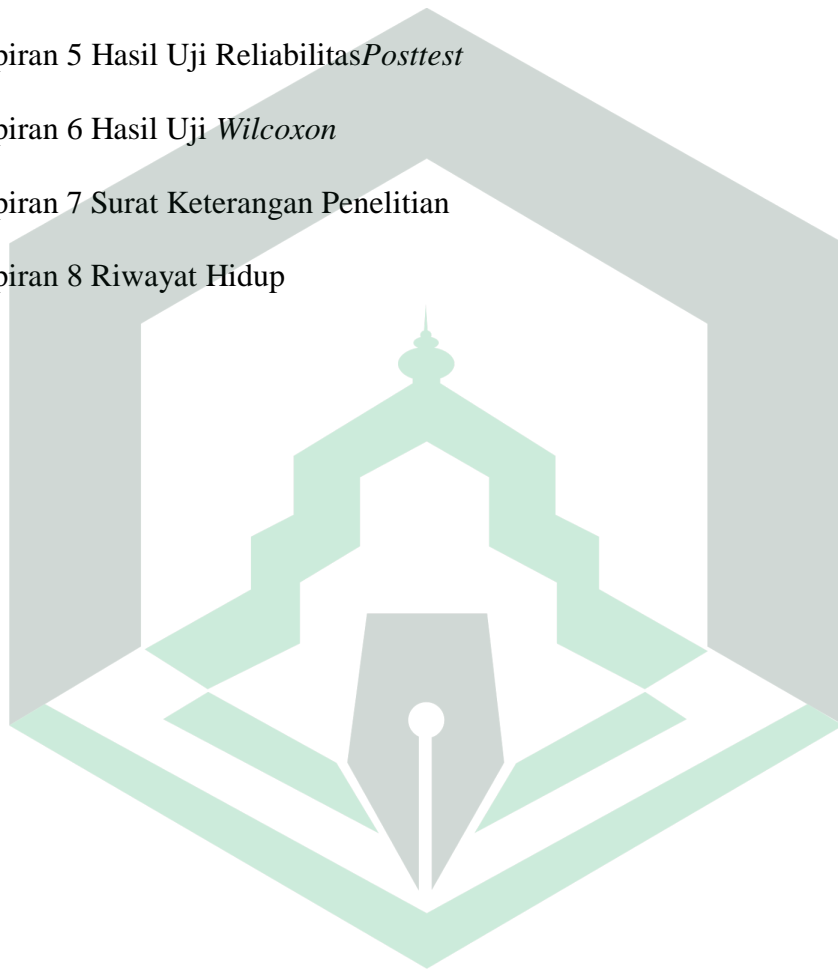 piran 5 Hasil Uji ReliabilitasPosttest
piran 6 Hasil Uji Wilcoxon
piran 7 Surat Keterangan Penelitian
piran 8 Riwayat Hidup